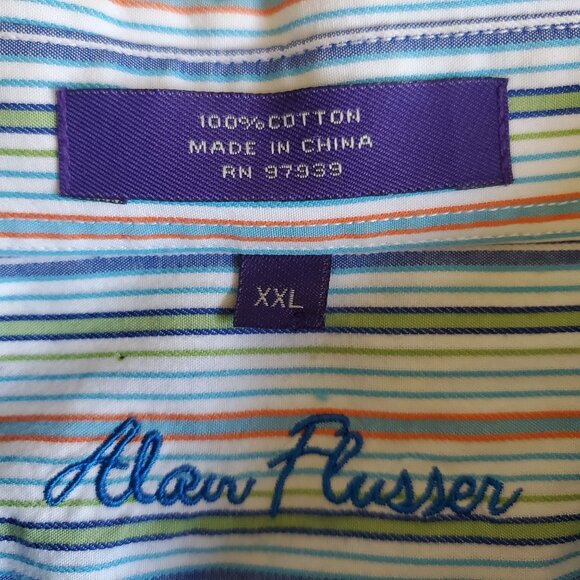 100% COTTON
MADE IN CHINA
RN 97939
XXL
Alan Flusser